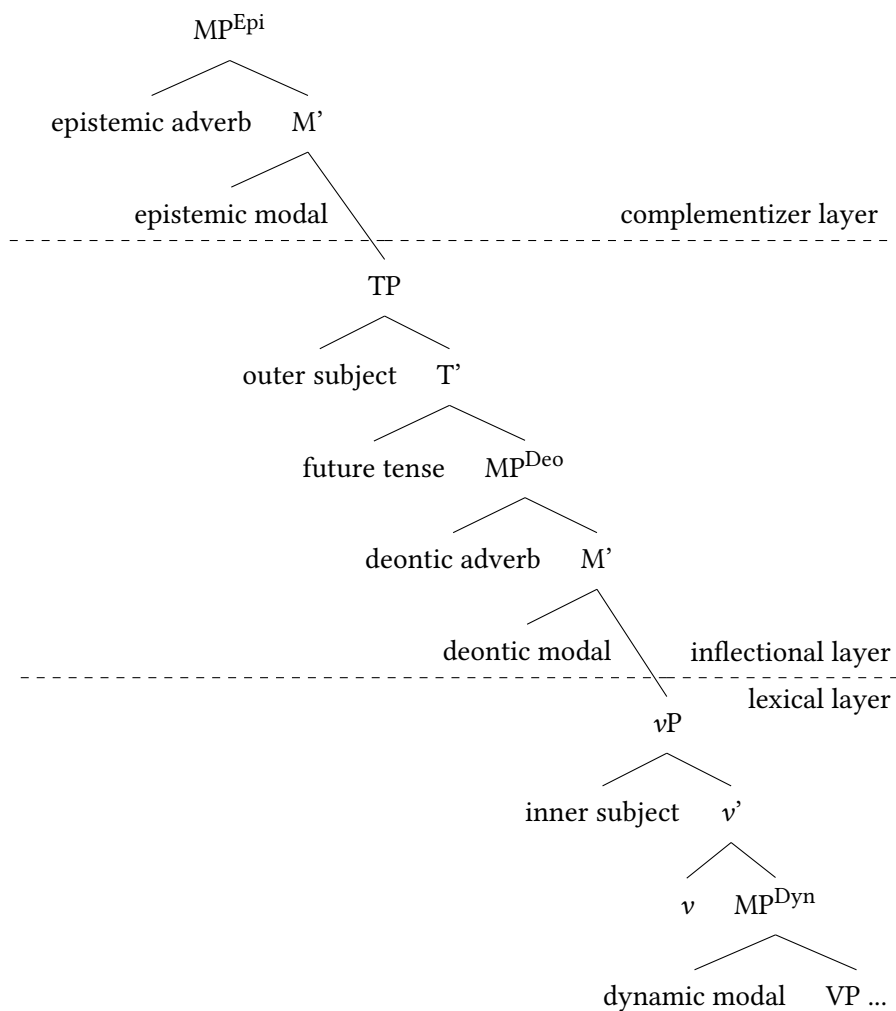 MP^Epi
epistemic adverb M’
epistemic modal complementizer layer
TP
outer subject T’
future tense MP^Deo
deontic adverb M’
deontic modal inflectional layer
lexical layer
vP
inner subject v’
v MP^Dyn
dynamic modal VP ...